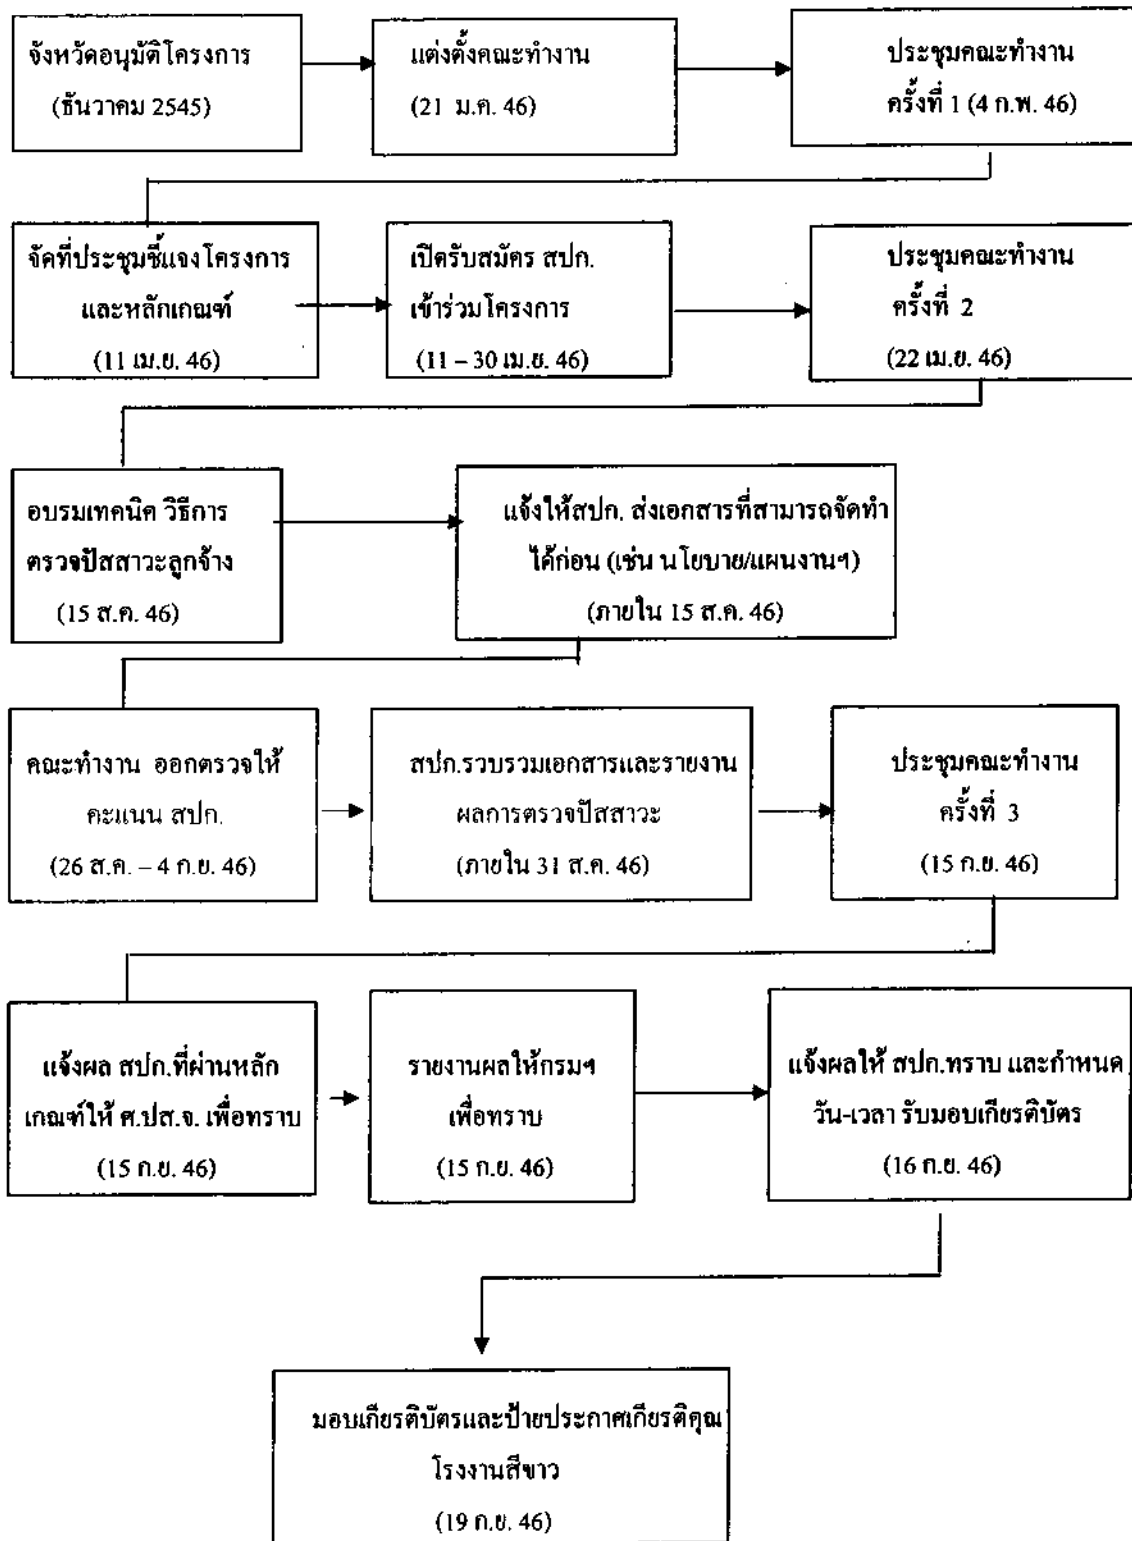 จังหวัดอนุมัติโครงการ
(ธันวาคม 2545)
แต่งตั้งคณะทำงาน
(21 ม.ค. 46)
ประชุมคณะทำงาน
ครั้งที่ 1 (4 ก.พ. 46)
จัดที่ประชุมชี้แจงโครงการ
และหลักเกณฑ์
(11 เม.ย. 46)
เปิดรับสมัคร สปก.
เข้าร่วมโครงการ
(11 – 30 เม.ย. 46)
ประชุมคณะทำงาน
ครั้งที่ 2
(22 เม.ย. 46)
อบรมเทคนิค วิธีการ
ตรวจปัสสาวะลูกจ้าง
(15 ส.ค. 46)
แจ้งให้สปก. ส่งเอกสารที่สามารถจัดทำ
ได้ก่อน (เช่น นโยบาย/แผนงานฯ)
(ภายใน 15 ส.ค. 46)
คณะทำงาน ออกตรวจให้
คะแนน สปก.
(26 ส.ค. – 4 ก.ย. 46)
สปก.รวบรวมเอกสารและรายงาน
ผลการตรวจปัสสาวะ
(ภายใน 31 ส.ค. 46)
ประชุมคณะทำงาน
ครั้งที่ 3
(15 ก.ย. 46)
แจ้งผล สปก.ที่ผ่านหลัก
เกณฑ์ให้ ศ.ปส.จ. เพื่อทราบ
(15 ก.ย. 46)
รายงานผลให้กรมฯ
เพื่อทราบ
(15 ก.ย. 46)
แจ้งผลให้ สปก.ทราบ และกำหนด
วัน-เวลา รับมอบเกียรติบัตร
(16 ก.ย. 46)
มอบเกียรติบัตรและป้ายประกาศเกียรติคุณ
โรงงานสีขาว
(19 ก.ย. 46)